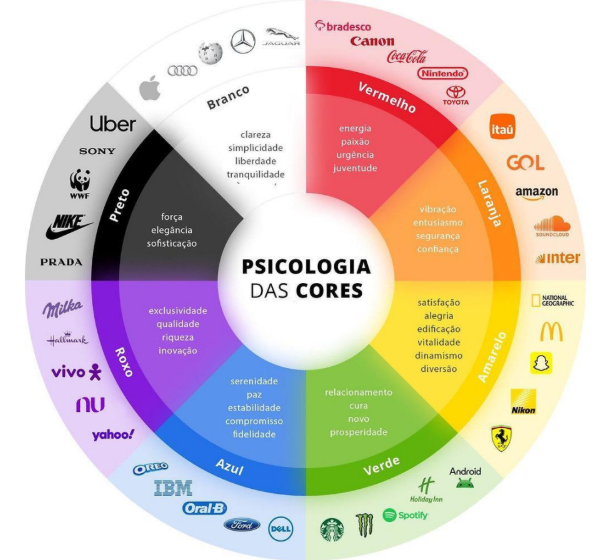 PSICOLOGIA
DAS CORES
Vermelho
energia
paixão
urgência
juventude
bradesco
Canon
Coca-Cola
Nintendo
TOYOTA
Laranja
vibração
entusiasmo
segurança
confiança
itaú
GOL
amazon
SOUNDCLOUD
inter
Amarelo
satisfação
alegria
edificação
vitalidade
dinamismo
diversão
NATIONAL
GEOGRAPHIC
Nikon
Verde
relacionamento
cura
novo
prosperidade
Android
Holiday Inn
Spotify
Azul
serenidade
paz
estabilidade
compromisso
fidelidade
DELL
Ford
Oral-B
IBM
OREO
Roxo
exclusividade
qualidade
riqueza
inovação
yahoo!
nu
vivo
Hallmark
Milka
Preto
força
elegância
sofisticação
PRADA
NIKE
WWF
SONY
Uber
Branco
clareza
simplicidade
liberdade
tranquilidade
JAGUAR